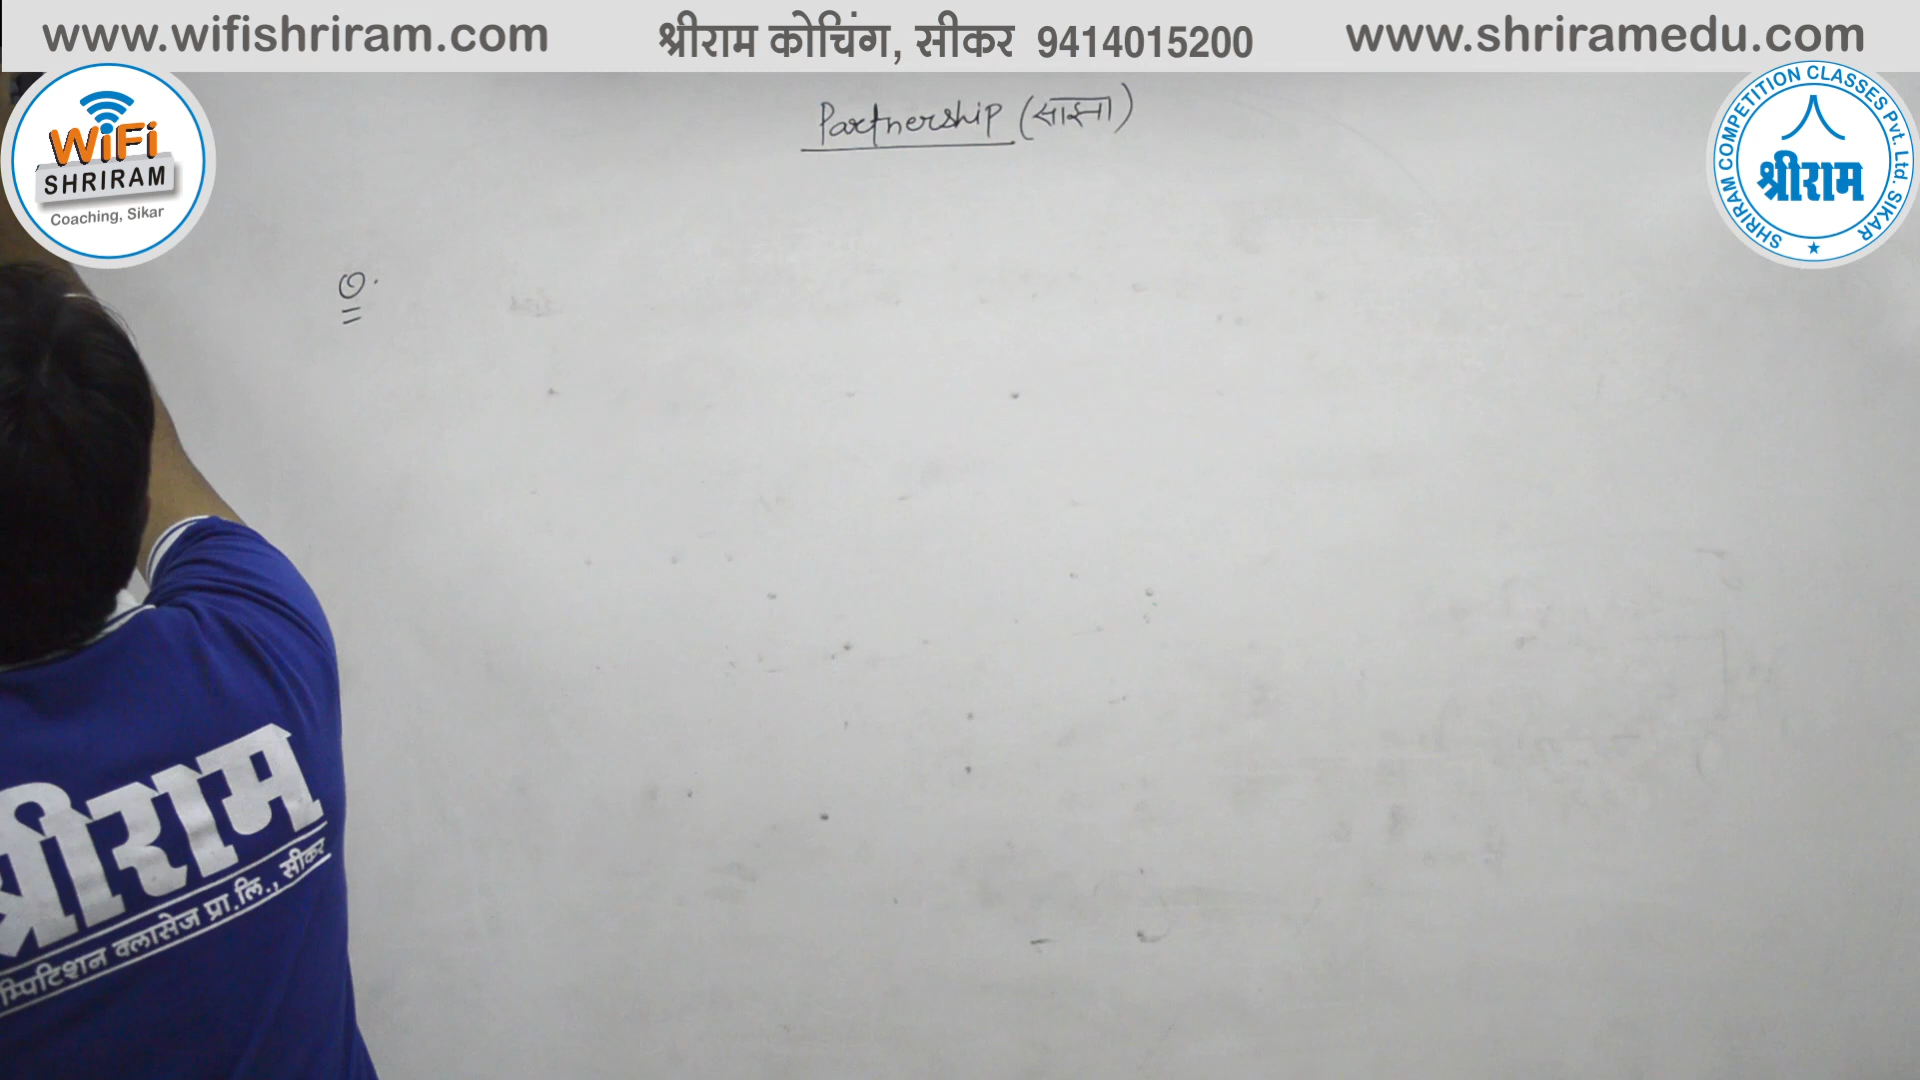 www.wifishriram.com
श्रीराम कोचिंग, सीकर 9414015200
www.shriramedu.com
WiFi
SHRIRAM
Coaching, Sikar
SHRIRAM COMPETITION CLASSES Pvt. Ltd. SIKAR
श्रीराम
Partnership (साझा)
Q.
श्रीराम
म्पिटिशन क्लासेज प्रा.लि., सीकर